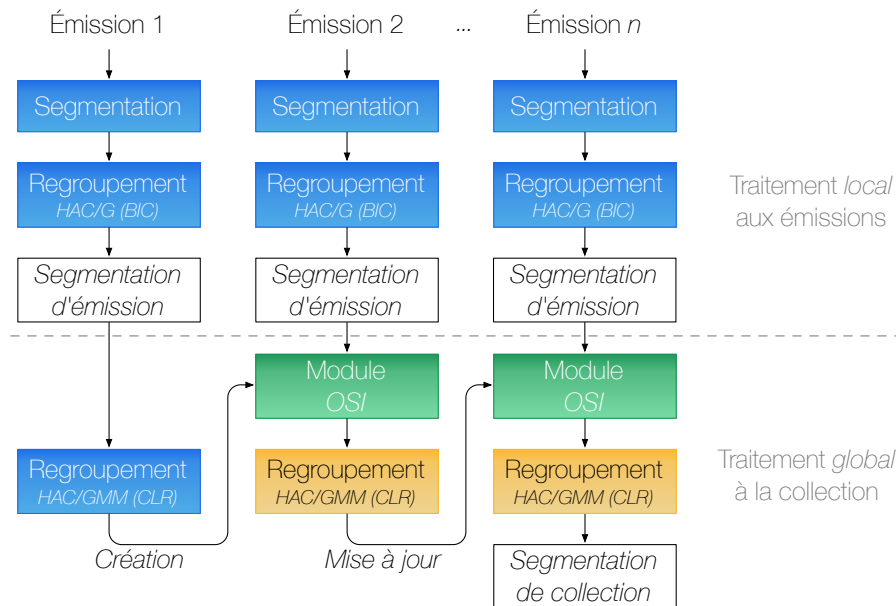 Émission 1
Émission 2
...
Émission n
Segmentation
Segmentation
Segmentation
Regroupement
HAC/G (BIC)
Regroupement
HAC/G (BIC)
Regroupement
HAC/G (BIC)
Traitement local
aux émissions
Segmentation
d'émission
Segmentation
d'émission
Segmentation
d'émission
Module
OSI
Module
OSI
Regroupement
HAC/GMM (CLR)
Regroupement
HAC/GMM (CLR)
Regroupement
HAC/GMM (CLR)
Traitement global
à la collection
Création
Mise à jour
Segmentation
de collection